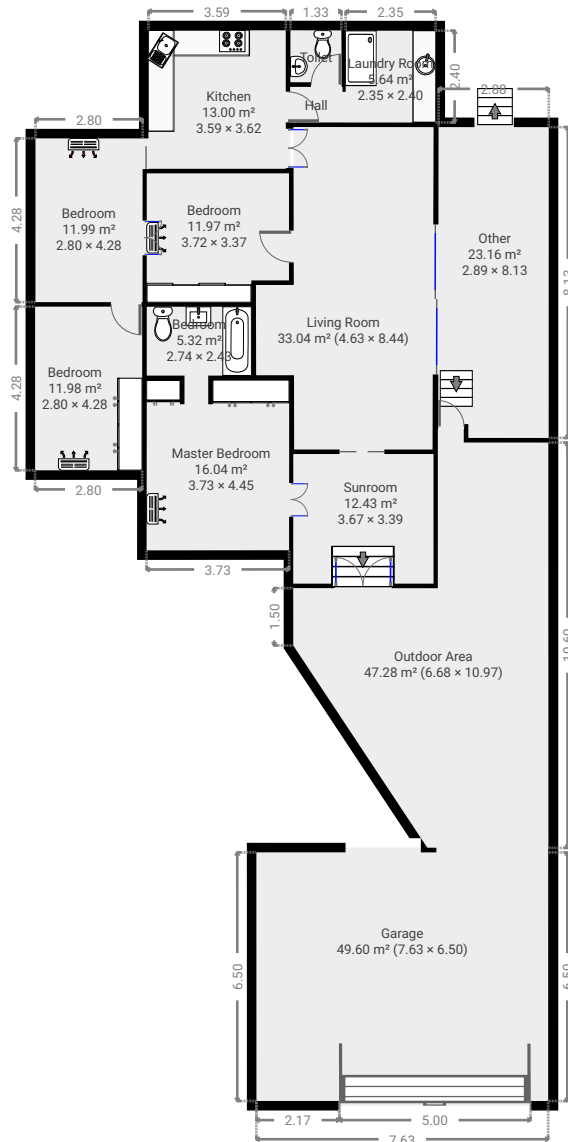 3.59
1.33
2.35
Toilet
Laundry Room
5.64 m²
2.35 × 2.40
2.40
Kitchen
13.00 m²
3.59 × 3.62
Hall
2.88
2.80
4.28
Bedroom
11.99 m²
2.80 × 4.28
Bedroom
11.97 m²
3.72 × 3.37
Other
23.16 m²
2.89 × 8.13
8.13
Bedroom
5.32 m²
2.74 × 2.43
Living Room
33.04 m² (4.63 × 8.44)
4.28
Bedroom
11.98 m²
2.80 × 4.28
Master Bedroom
16.04 m²
3.73 × 4.45
2.80
Sunroom
12.43 m²
3.67 × 3.39
3.73
1.50
Outdoor Area
47.28 m² (6.68 × 10.97)
10.60
Garage
49.60 m² (7.63 × 6.50)
6.50
6.50
2.17
5.00
7.63